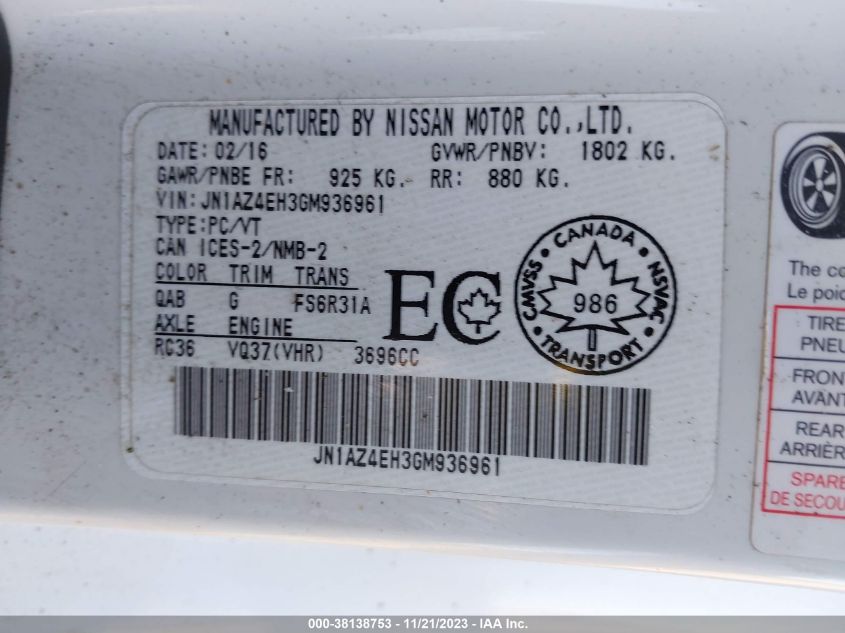 MANUFACTURED BY NISSAN MOTOR CO.,LTD.
DATE: 02/16 GVWR/PNBV: 1802 KG.
GAWR/PNBE FR: 925 KG. RR: 880 KG.
VIN: JN1AZ4EH3GM936961
TYPE:PC/VT
CAN ICES-2/NMB-2
COLOR TRIM TRANS
QAB G FS6R31A
AXLE ENGINE
RC36 VQ37(VHR) 3696CC
EC
CANADA
CMVSS NSVAC
986
TRANSPORT
JN1AZ4EH3GM936961
The co
Le poid
TIRE
PNEU
FRON
AVANT
REAR
ARRIÈR
SPARE
DE SECOU
000-38138753 - 11/21/2023 - IAA Inc.